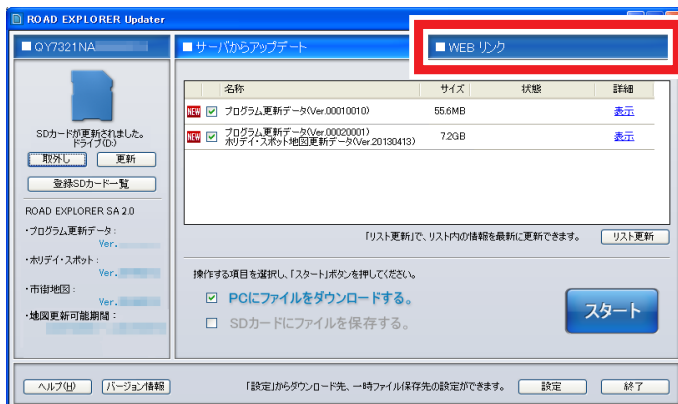 ROAD EXPLORER Updater
QY7321NA
■サーバからアップデート
■WEB リンク
SDカードが更新されました。
ドライブ(D:)
取外し
更新
登録SDカード一覧
ROAD EXPLORER SA 2.0
・プログラム更新データ:
Ver.
・ホリデイ・スポット:
Ver.
・市街地図:
Ver.
・地図更新可能期間:
名称 サイズ 状態 詳細
NEW プログラム更新データ(Ver.00010010) 55.6MB 表示
NEW プログラム更新データ(Ver.00020001)
ホリデイ・スポット地図更新データ(Ver.20130413) 7.2GB 表示
「リスト更新」で、リスト内の情報を最新に更新できます。
リスト更新
操作する項目を選択し、「スタート」ボタンを押してください。
PCにファイルをダウンロードする。
SDカードにファイルを保存する。
スタート
ヘルプ(H)
バージョン情報
「設定」からダウンロード先、一時ファイル保存先の設定ができます。
設定
終了